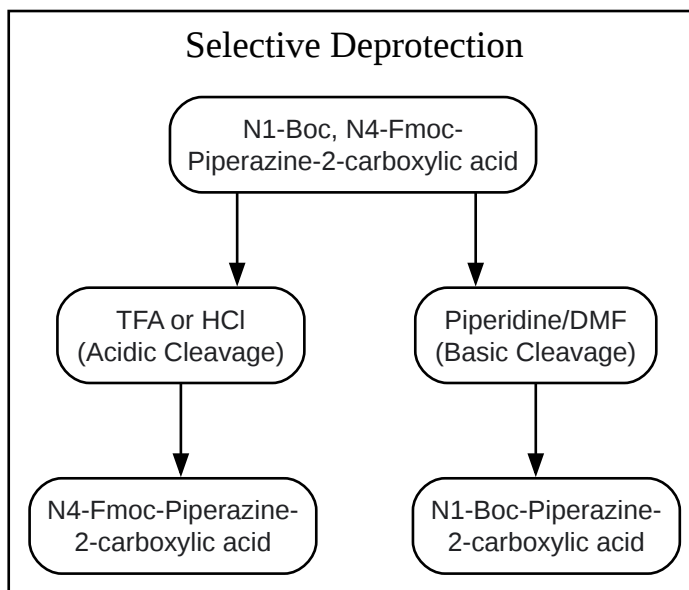 Selective Deprotection
N1-Boc, N4-Fmoc-
Piperazine-2-carboxylic acid
TFA or HCl
(Acidic Cleavage)
Piperidine/DMF
(Basic Cleavage)
N4-Fmoc-Piperazine-
2-carboxylic acid
N1-Boc-Piperazine-
2-carboxylic acid